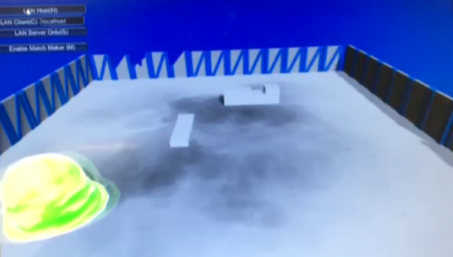 LAN Host(H)
LAN Client(C) localhost
LAN Server Only(S)
Enable Match Maker (M)